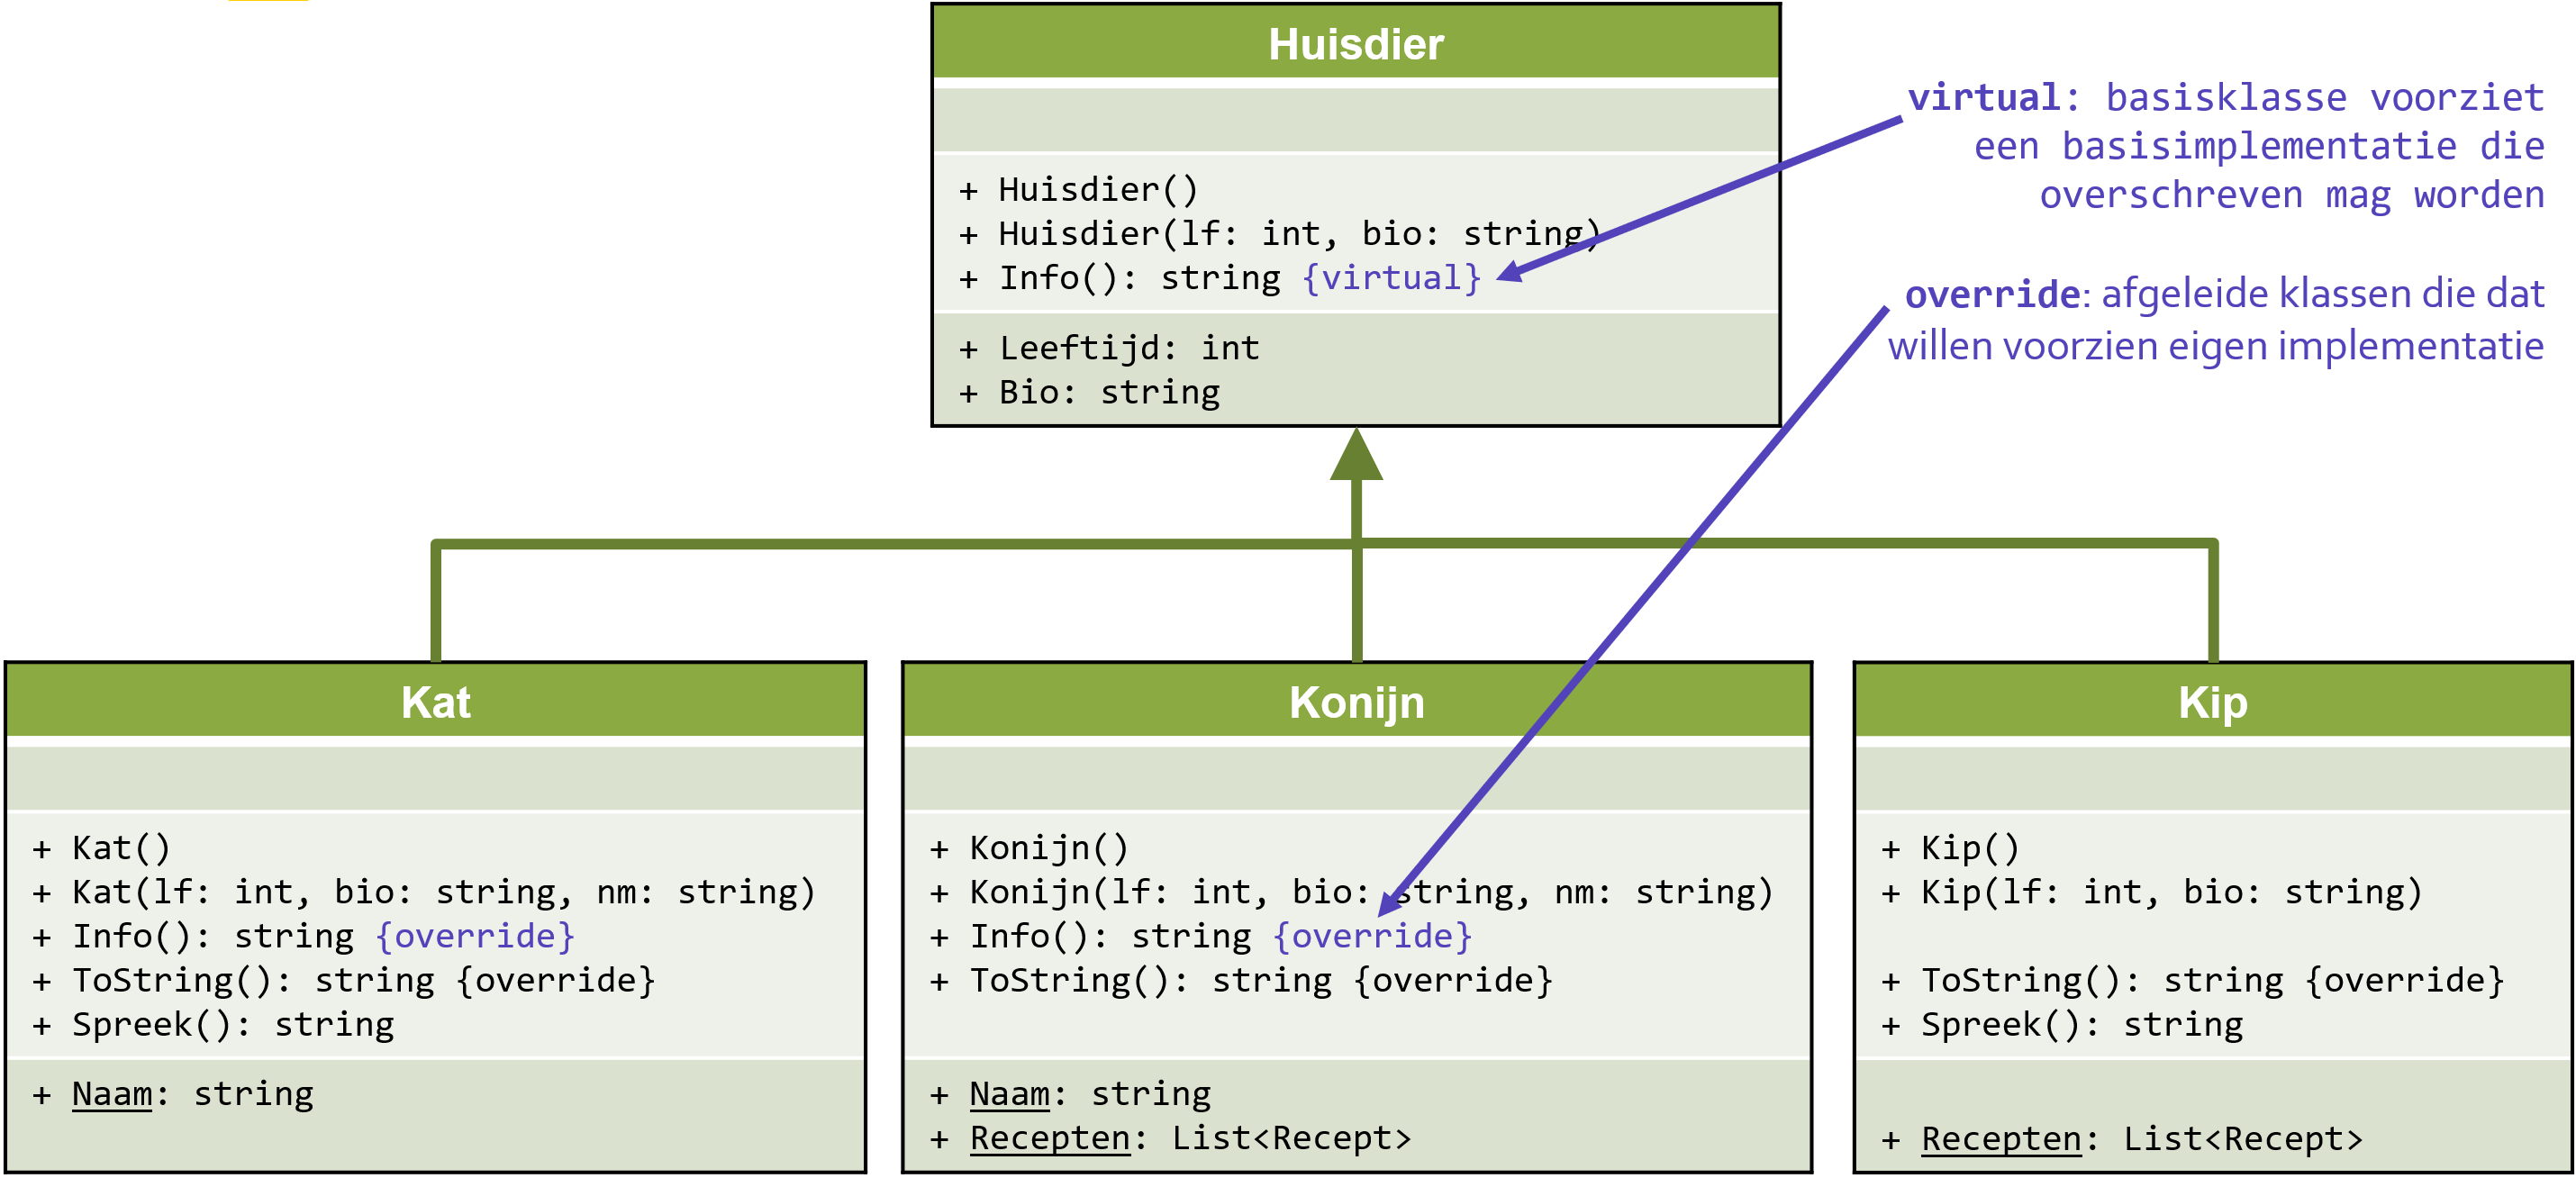 Huisdier
+ Huisdier()
+ Huisdier(lf: int, bio: string)
+ Info(): string {virtual}
+ Leeftijd: int
+ Bio: string
virtual: basisklasse voorziet
een basisimplementatie die
overschreven mag worden
override: afgeleide klassen die dat
willen voorzien eigen implementatie
Kat
+ Kat()
+ Kat(lf: int, bio: string, nm: string)
+ Info(): string {override}
+ ToString(): string {override}
+ Spreek(): string
+ Naam: string
Konijn
+ Konijn()
+ Konijn(lf: int, bio: string, nm: string)
+ Info(): string {override}
+ ToString(): string {override}
+ Naam: string
+ Recepten: List<Recept>
Kip
+ Kip()
+ Kip(lf: int, bio: string)
+ ToString(): string {override}
+ Spreek(): string
+ Recepten: List<Recept>